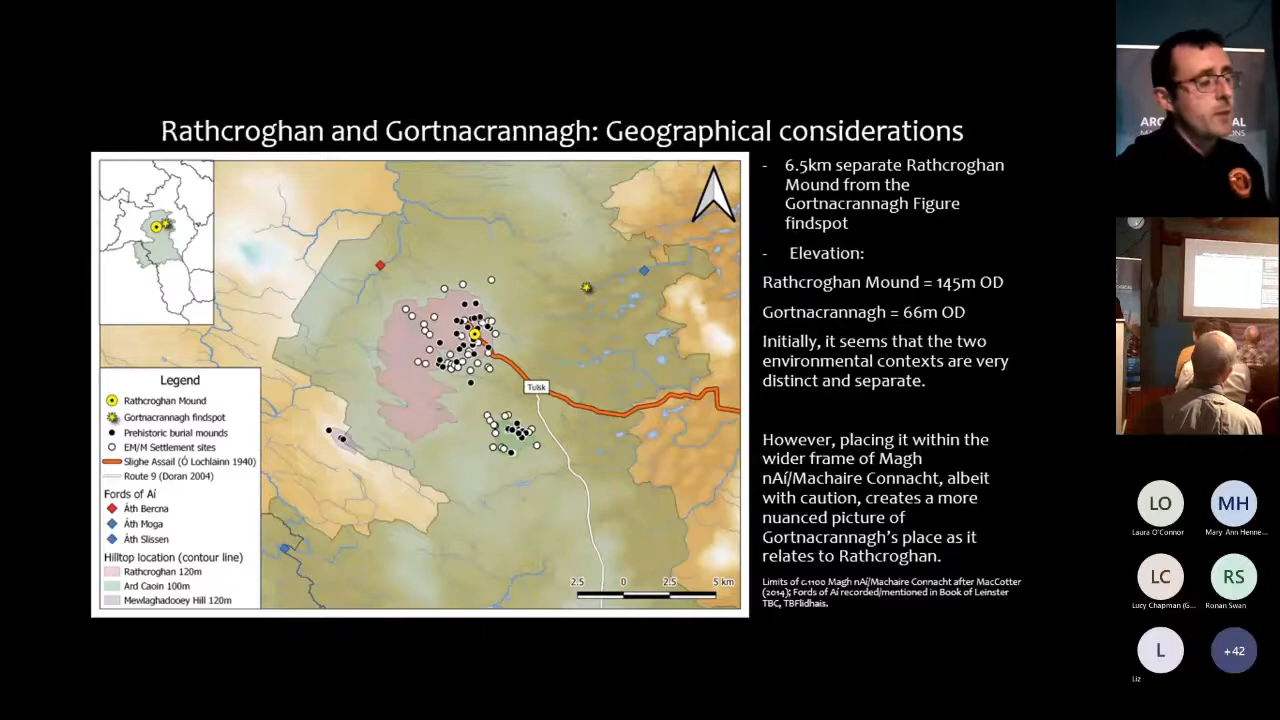 Rathcroghan and Gortnacrannagh: Geographical considerations
Tulsk
2.5 0 2.5 5 km
Legend
Rathcroghan Mound
Gortnacrannagh findspot
Prehistoric burial mounds
EM/M Settlement sites
Slighe Assail (Ó Lochlainn 1940)
Route 9 (Doran 2004)
Fords of Aí
Áth Bercna
Áth Moga
Áth Slissen
Hilltop location (contour line)
Rathcroghan 120m
Ard Caoin 100m
Mewlaghadooey Hill 120m
- 6.5km separate Rathcroghan
Mound from the
Gortnacrannagh Figure
findspot
- Elevation:
Rathcroghan Mound = 145m OD
Gortnacrannagh = 66m OD
Initially, it seems that the two
environmental contexts are very
distinct and separate.
However, placing it within the
wider frame of Magh
nAí/Machaire Connacht, albeit
with caution, creates a more
nuanced picture of
Gortnacrannagh's place as it
relates to Rathcroghan.
Limits of c.1100 Magh nAí/Machaire Connacht after MacCotter
(2014); Fords of Aí recorded/mentioned in Book of Leinster
TBC, TBFlidhais.
LO
Laura O'Connor
MH
Mary Ann Henne...
LC
Lucy Chapman (G...
RS
Ronan Swan
L
Liz
+42